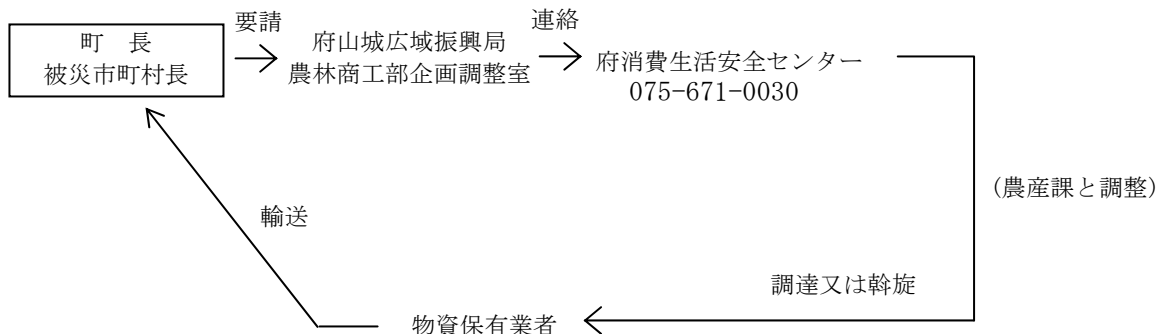 要請
連絡
町　長
被災市町村長
府山城広域振興局
農林商工部企画調整室
府消費生活安全センター
075-671-0030
(農産課と調整)
輸送
調達又は斡旋
物資保有業者